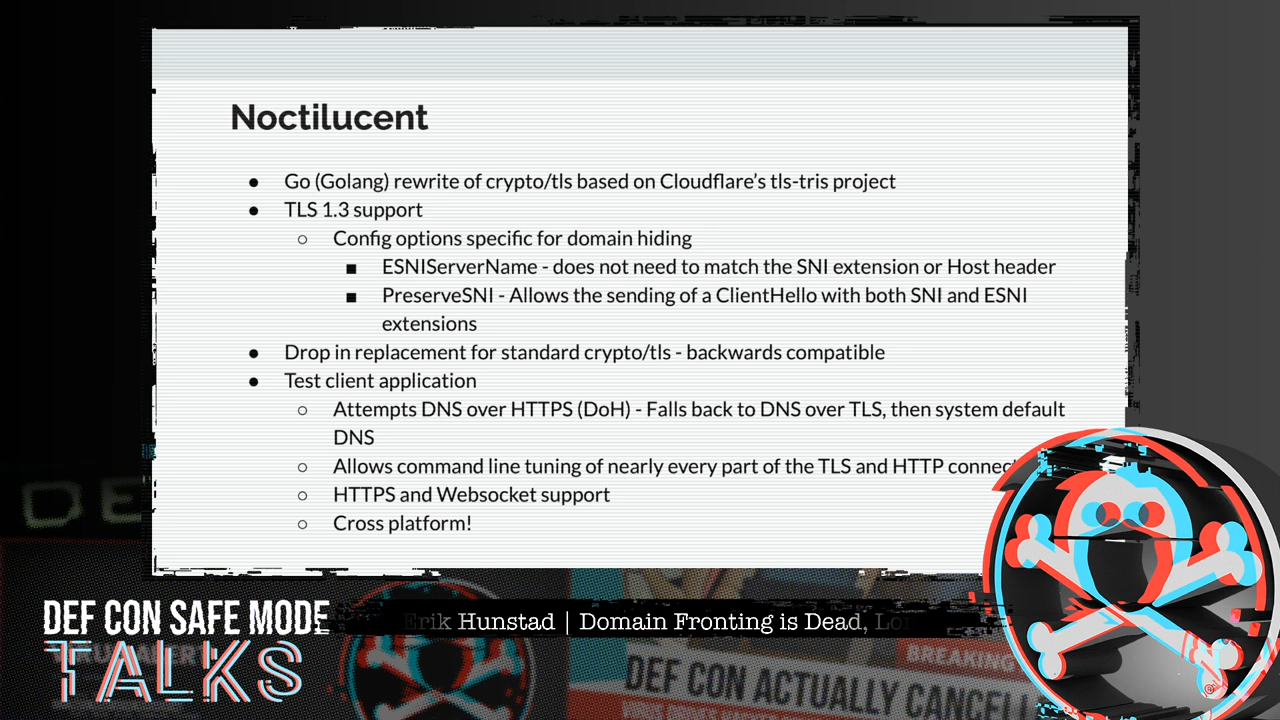 Noctilucent
● Go (Golang) rewrite of crypto/tls based on Cloudflare’s tls-tris project
● TLS 1.3 support
○ Config options specific for domain hiding
■ ESNIServerName - does not need to match the SNI extension or Host header
■ PreserveSNI - Allows the sending of a ClientHello with both SNI and ESNI
extensions
● Drop in replacement for standard crypto/tls - backwards compatible
● Test client application
○ Attempts DNS over HTTPS (DoH) - Falls back to DNS over TLS, then system default
DNS
○ Allows command line tuning of nearly every part of the TLS and HTTP connec
○ HTTPS and Websocket support
○ Cross platform!
DEF CON SAFE MODE
TALKS
Erik Hunstad | Domain Fronting is Dead, Lo
BREAKING
DEF CON ACTUALLY CANCELL